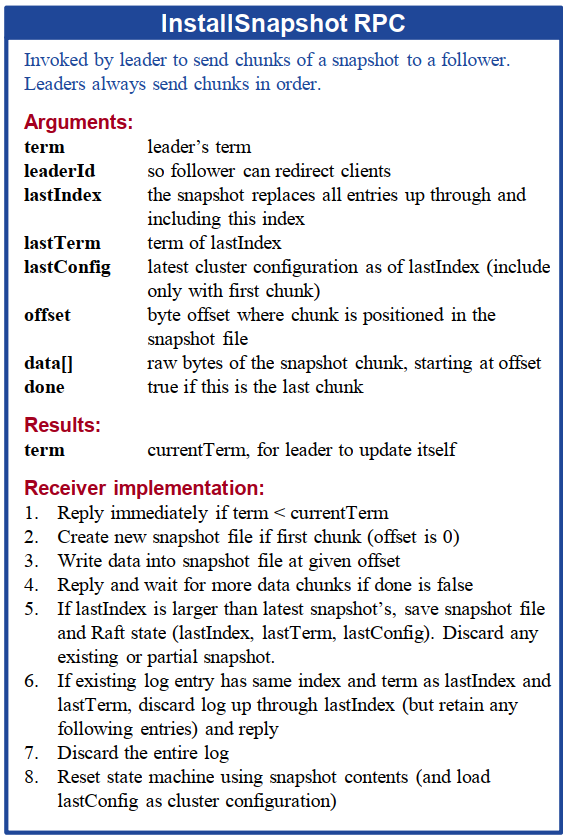 InstallSnapshot RPC
Invoked by leader to send chunks of a snapshot to a follower.
Leaders always send chunks in order.
Arguments:
term leader's term
leaderId so follower can redirect clients
lastIndex the snapshot replaces all entries up through and
including this index
lastTerm term of lastIndex
lastConfig latest cluster configuration as of lastIndex (include
only with first chunk)
offset byte offset where chunk is positioned in the
snapshot file
data[] raw bytes of the snapshot chunk, starting at offset
done true if this is the last chunk
Results:
term currentTerm, for leader to update itself
Receiver implementation:
1. Reply immediately if term < currentTerm
2. Create new snapshot file if first chunk (offset is 0)
3. Write data into snapshot file at given offset
4. Reply and wait for more data chunks if done is false
5. If lastIndex is larger than latest snapshot's, save snapshot file
and Raft state (lastIndex, lastTerm, lastConfig). Discard any
existing or partial snapshot.
6. If existing log entry has same index and term as lastIndex and
lastTerm, discard log up through lastIndex (but retain any
following entries) and reply
7. Discard the entire log
8. Reset state machine using snapshot contents (and load
lastConfig as cluster configuration)